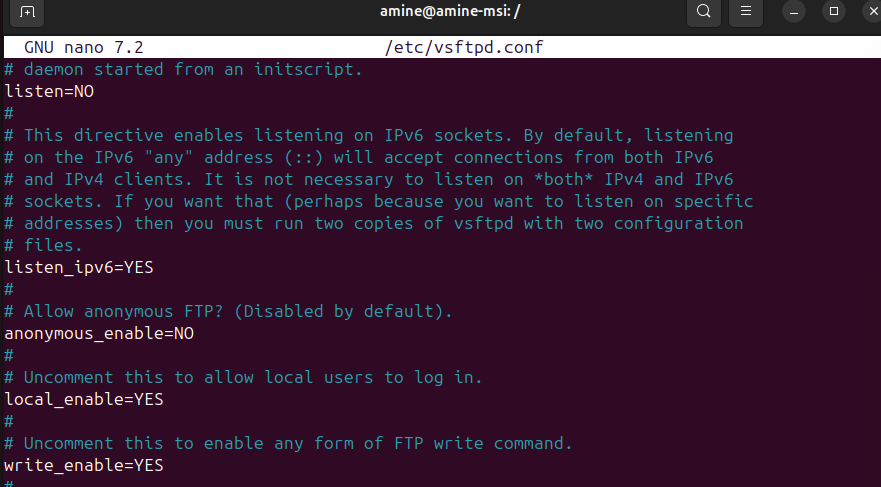 amine@amine-msi: /
GNU nano 7.2 /etc/vsftpd.conf
# daemon started from an initscript.
listen=NO
#
# This directive enables listening on IPv6 sockets. By default, listening
# on the IPv6 "any" address (::) will accept connections from both IPv6
# and IPv4 clients. It is not necessary to listen on *both* IPv4 and IPv6
# sockets. If you want that (perhaps because you want to listen on specific
# addresses) then you must run two copies of vsftpd with two configuration
# files.
listen_ipv6=YES
#
# Allow anonymous FTP? (Disabled by default).
anonymous_enable=NO
#
# Uncomment this to allow local users to log in.
local_enable=YES
#
# Uncomment this to enable any form of FTP write command.
write_enable=YES
#